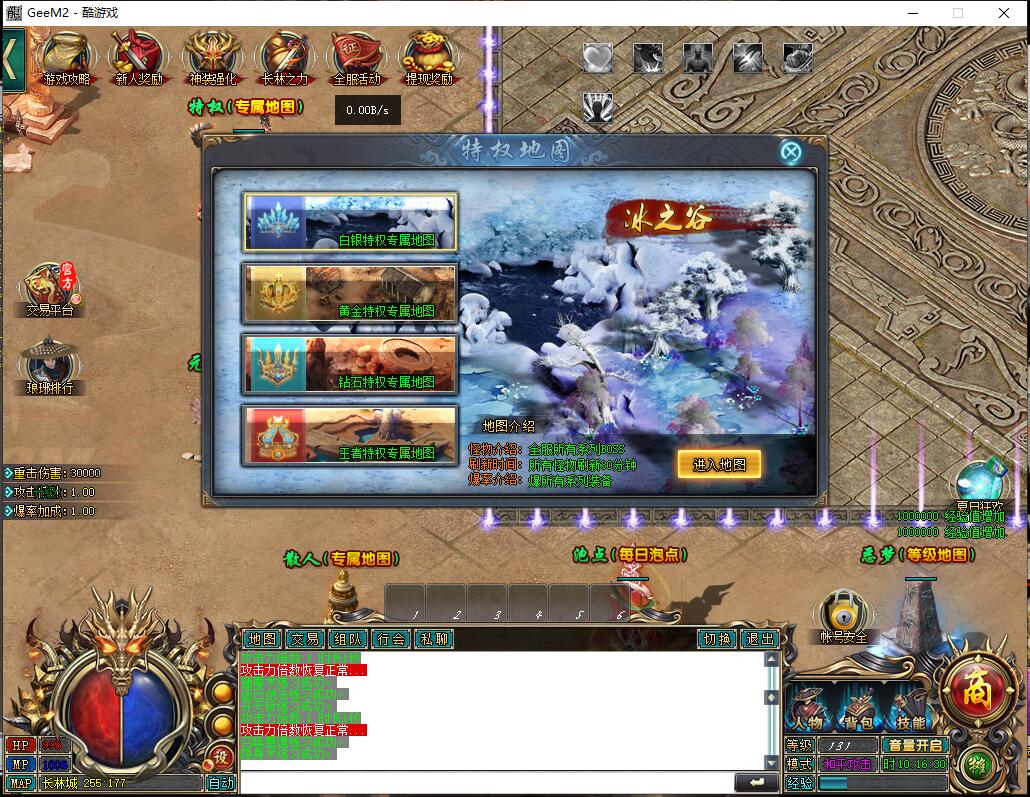 GeeM2 - 酷游戏
游戏攻略
新人奖励
神装强化
长林之力
全服活动
提现奖励
特权(专属地图)
0.00B/s
特权地图
白银特权专属地图
黄金特权专属地图
钻石特权专属地图
王者特权专属地图
冰之谷
地图介绍
怪物介绍: 全服所有系列BOSS
刷新时间: 所有怪物刷新30分钟
爆率介绍: 爆所有系列装备
进入地图
官方
交易平台
琅琊排行
元
重击伤害: 30000
攻击倍数: 1.00
爆率加成: 1.00
夏日狂欢
1000000 经验值增加
1000000 经验值增加
散人(专属地图)
泡点(每日泡点)
恶梦(等级地图)
1 2 3 4 5 6
帐号安全
地图 交易 组队 行会 私聊
切换 退出
攻击力倍数恢复正常...
攻击力倍数恢复正常...
人物 背包 技能
商
等级 131 音量开启
模式 和平攻击 时10:16:30
经验
摊
设
HP 99%
MP 100%
MAP 长林城 255:177
自动